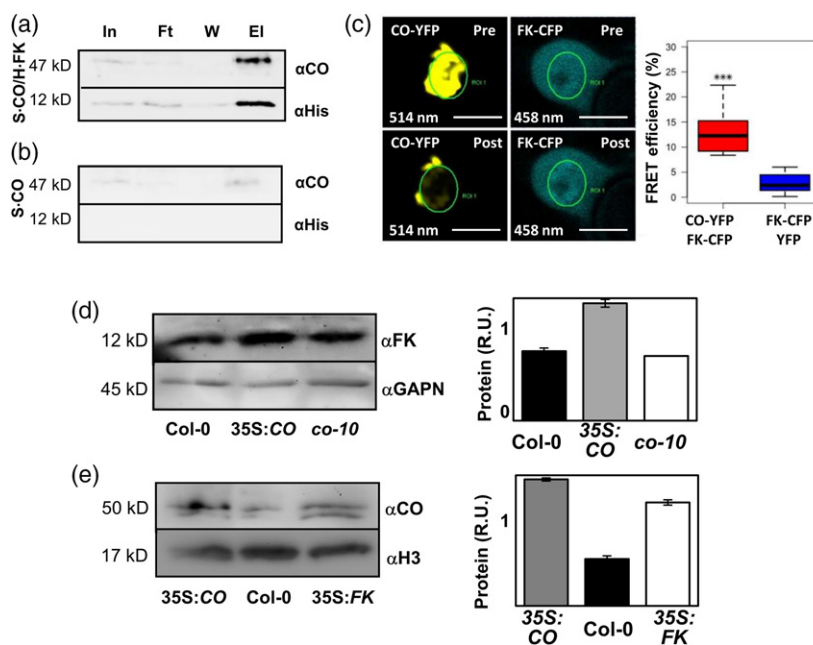 (a)
In Ft W El
S-CO/H-FK
47 kD
αCO
12 kD
αHis
(b)
S-CO
47 kD
αCO
12 kD
αHis
(c)
CO-YFP Pre
ROI 1
514 nm
FK-CFP Pre
ROI 1
458 nm
CO-YFP Post
ROI 1
514 nm
FK-CFP Post
ROI 1
458 nm
FRET efficiency (%)
30
25
20
15
10
5
0
***
CO-YFP FK-CFP
FK-CFP YFP
(d)
12 kD
αFK
45 kD
αGAPN
Col-0 35S:CO co-10
Protein (R.U.)
1
0
Col-0 35S: co-10
CO
(e)
50 kD
αCO
17 kD
αH3
35S:CO Col-0 35S:FK
Protein (R.U.)
1
35S: Col-0 35S:
CO FK